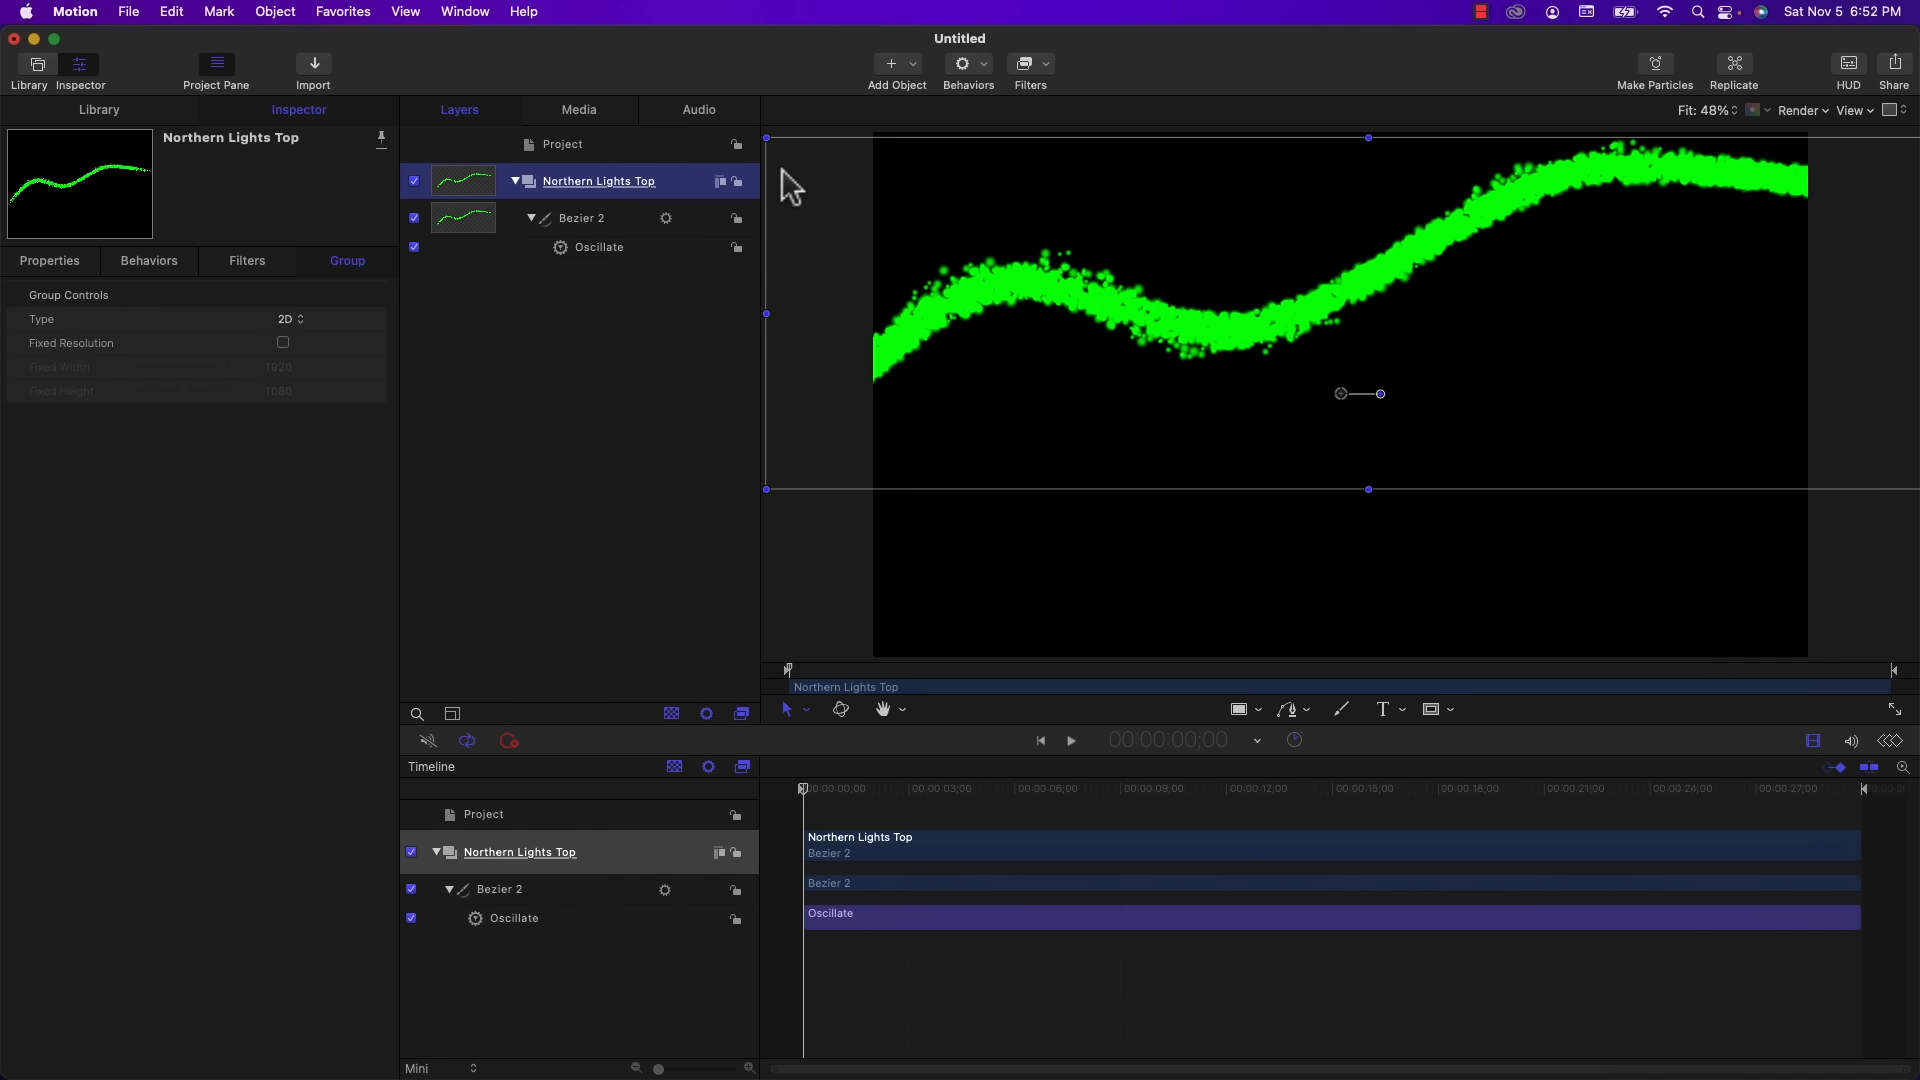 Motion File Edit Mark Object Favorites View Window Help Sat Nov 5 6:52 PM
Untitled
Library Inspector Project Pane Import Add Object Behaviors Filters Make Particles Replicate HUD Share
Library Inspector Layers Media Audio Fit: 48% Render View
Northern Lights Top
Project
Northern Lights Top
Bezier 2
Oscillate
Properties Behaviors Filters Group
Group Controls
Type 2D
Fixed Resolution
Fixed Width 1920
Fixed Height 1080
Northern Lights Top
T
00:00:00;00
Timeline
00:00:00;00 00:00:03;00 00:00:06;00 00:00:09;00 00:00:12;00 00:00:15;00 00:00:18;00 00:00:21;00 00:00:24;00 00:00:27;00
Project
Northern Lights Top
Northern Lights Top
Bezier 2
Bezier 2
Bezier 2
Oscillate
Oscillate
Mini